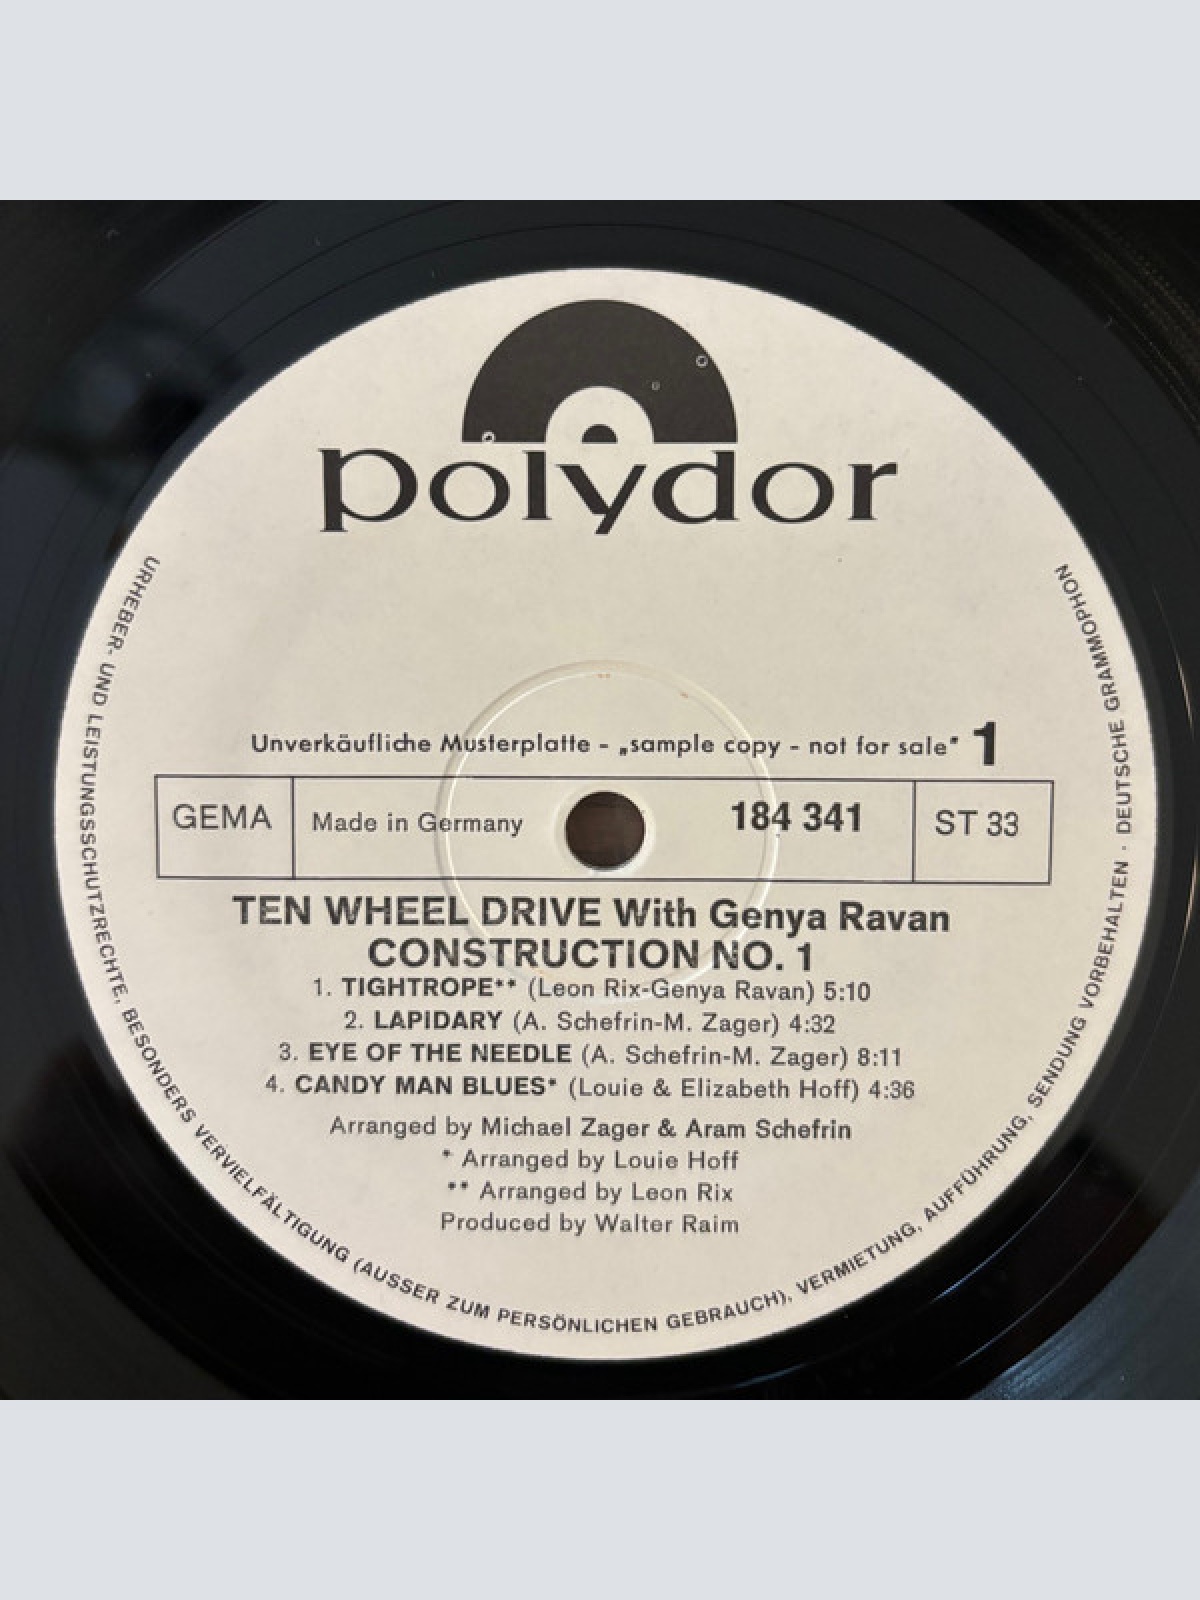 polydor
Unverkäufliche Musterplatte - „sample copy - not for sale" 1
GEMA Made in Germany 184 341 ST 33
TEN WHEEL DRIVE With Genya Ravan
CONSTRUCTION NO. 1
1. TIGHTROPE** (Leon Rix-Genya Ravan) 5:10
2. LAPIDARY (A. Schefrin-M. Zager) 4:32
3. EYE OF THE NEEDLE (A. Schefrin-M. Zager) 8:11
4. CANDY MAN BLUES* (Louie & Elizabeth Hoff) 4:36
Arranged by Michael Zager & Aram Schefrin
* Arranged by Louie Hoff
** Arranged by Leon Rix
Produced by Walter Raim
URHEBER- UND LEISTUNGSSCHUTZRECHTE, BESONDERS VERVIELFÄLTIGUNG (AUSSER ZUM PERSÖNLICHEN GEBRAUCH), VERMIETUNG, AUFFÜHRUNG, SENDUNG VORBEHALTEN · DEUTSCHE GRAMMOPHON